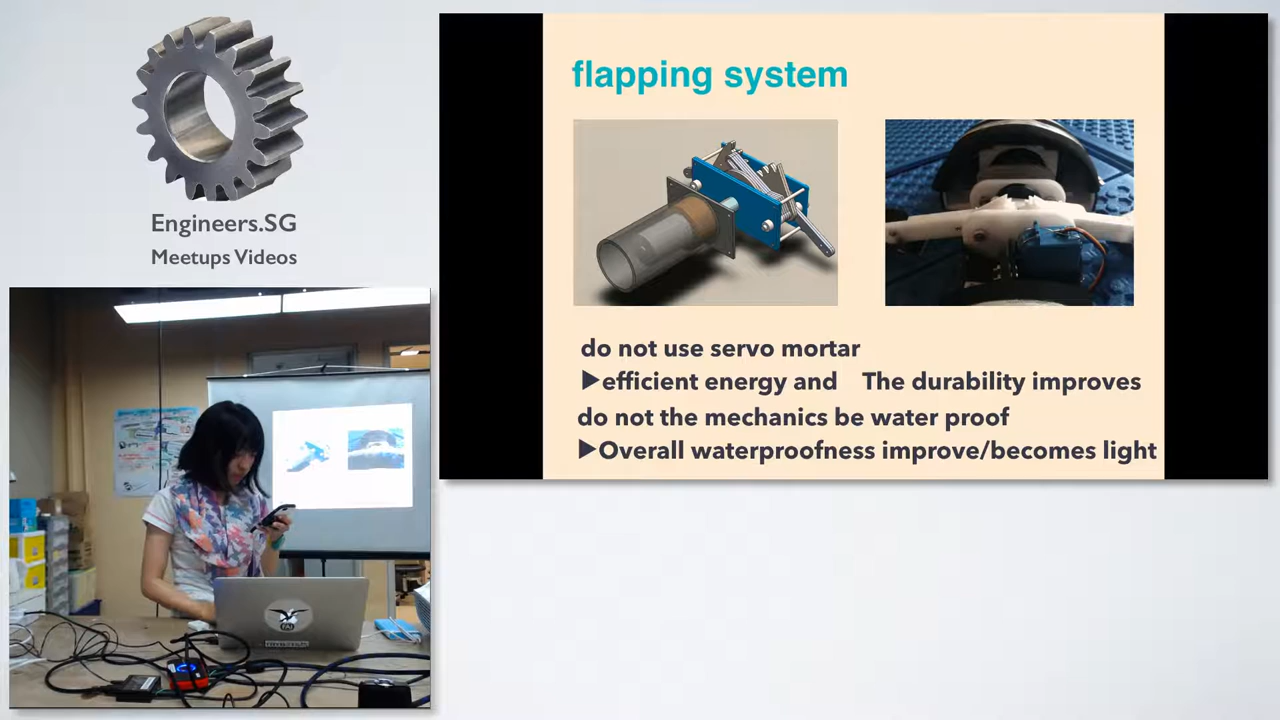 Engineers.SG
Meetups Videos
flapping system
do not use servo mortar
▶efficient energy and The durability improves
do not the mechanics be water proof
▶Overall waterproofness improve/becomes light
FAI